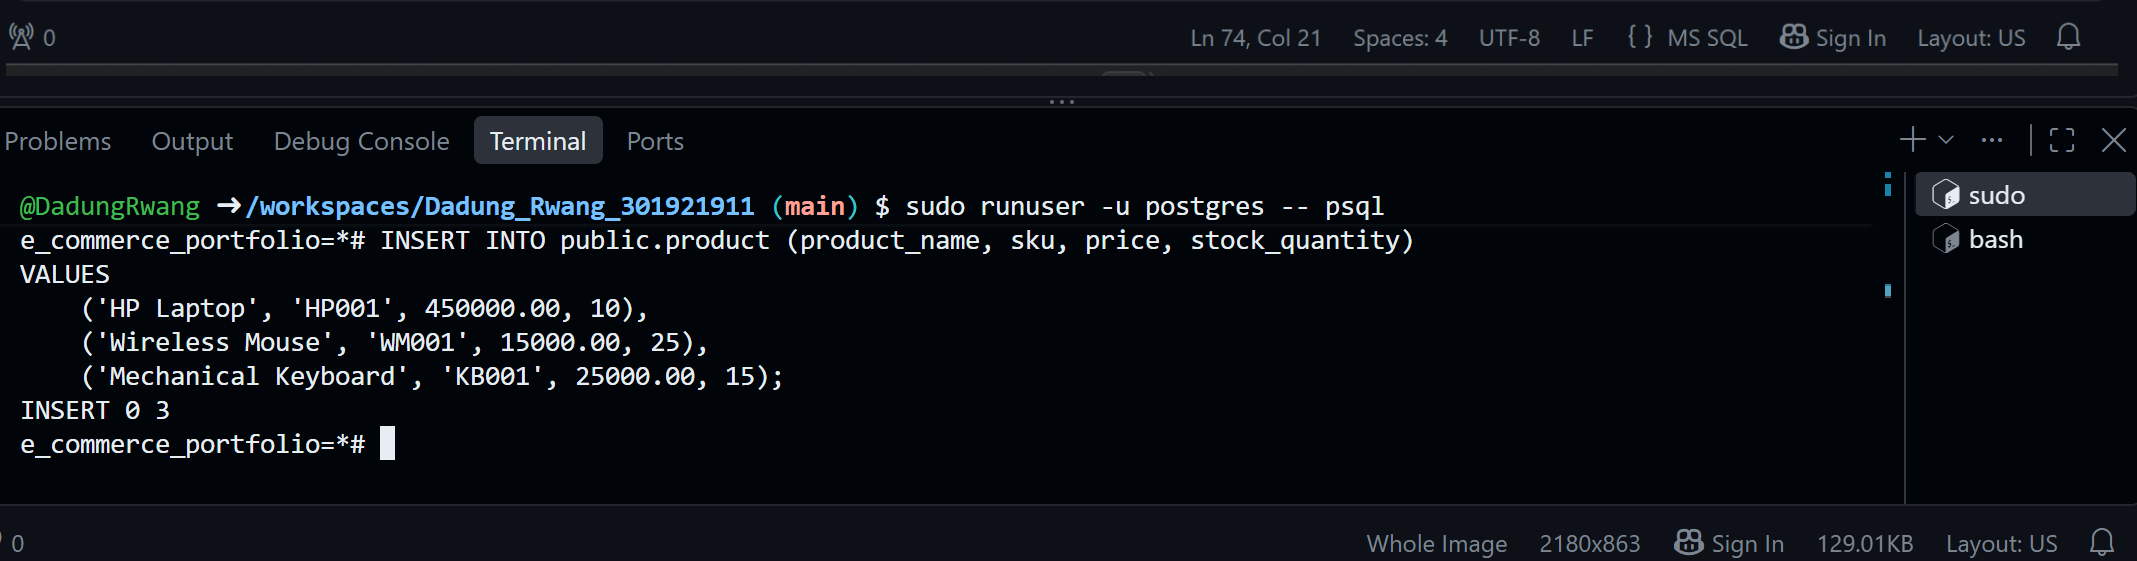 0 Ln 74, Col 21 Spaces: 4 UTF-8 LF { } MS SQL Sign In Layout: US
Problems Output Debug Console Terminal Ports
@DadungRwang ➜/workspaces/Dadung_Rwang_301921911 (main) $ sudo runuser -u postgres -- psql
e_commerce_portfolio=*# INSERT INTO public.product (product_name, sku, price, stock_quantity)
VALUES
    ('HP Laptop', 'HP001', 450000.00, 10),
    ('Wireless Mouse', 'WM001', 15000.00, 25),
    ('Mechanical Keyboard', 'KB001', 25000.00, 15);
INSERT 0 3
e_commerce_portfolio=*#
sudo
bash
0 Whole Image 2180x863 Sign In 129.01KB Layout: US